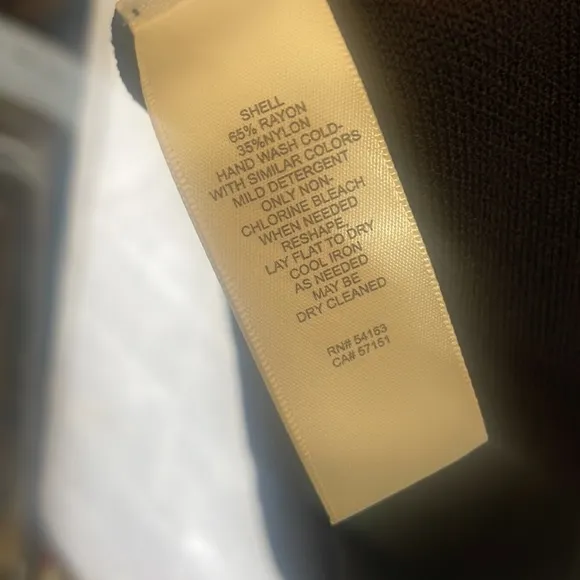 SHELL
65% RAYON
35%NYLON
HAND WASH COLD-
WITH SIMILAR COLORS
MILD DETERGENT
ONLY NON-
CHLORINE BLEACH
WHEN NEEDED
RESHAPE,
LAY FLAT TO DRY
COOL IRON
AS NEEDED
MAY BE
DRY CLEANED
RN# 54163
CA# 57151